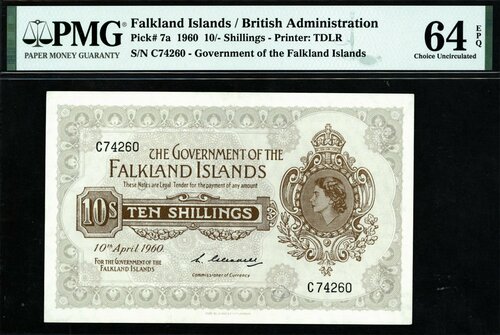 PMG
PAPER MONEY GUARANTY
Falkland Islands / British Administration
Pick# 7a 1960 10/- Shillings - Printer: TDLR
S/N C74260 - Government of the Falkland Islands
64 EPQ
Choice Uncirculated
C74260
THE GOVERNMENT OF THE
FALKLAND ISLANDS
These Notes are Legal Tender for the payment of any amount
10S TEN SHILLINGS
10th April 1960.
FOR THE GOVERNMENT OF THE
FALKLAND ISLANDS
Commissioner of Currency
C74260